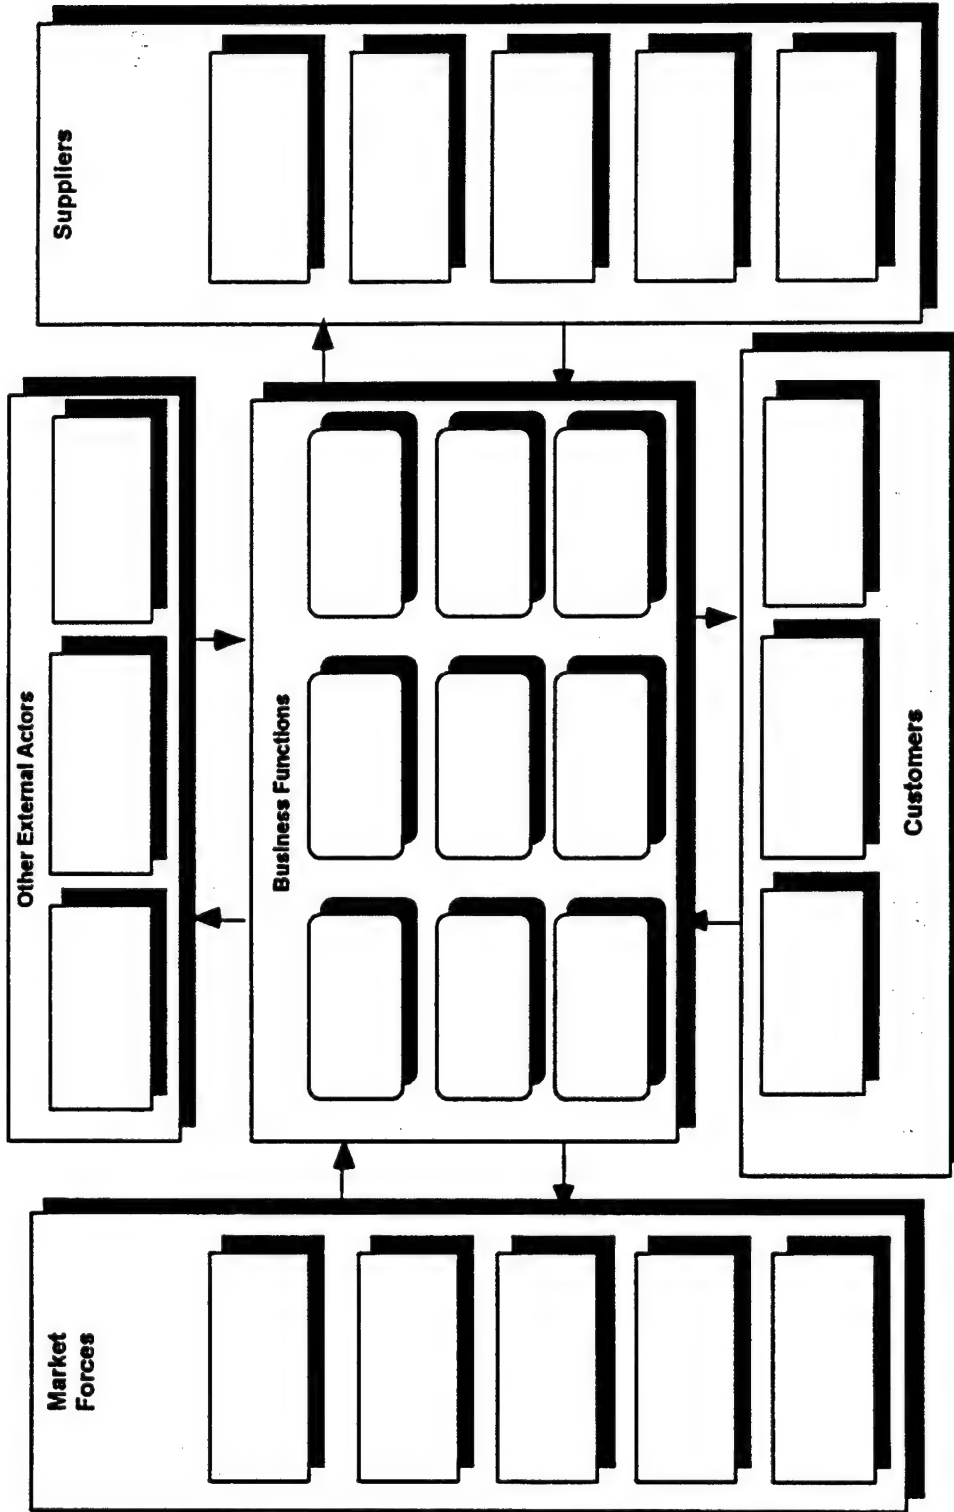 Other External Actors
Market
Forces
Business Functions
Suppliers
Customers